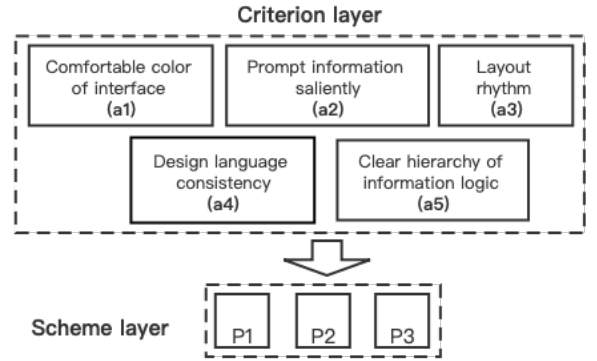 Criterion layer
Comfortable color
of interface
(a1)
Prompt information
saliently
(a2)
Layout
rhythm
(a3)
Design language
consistency
(a4)
Clear hierarchy of
information logic
(a5)
Scheme layer
P1
P2
P3